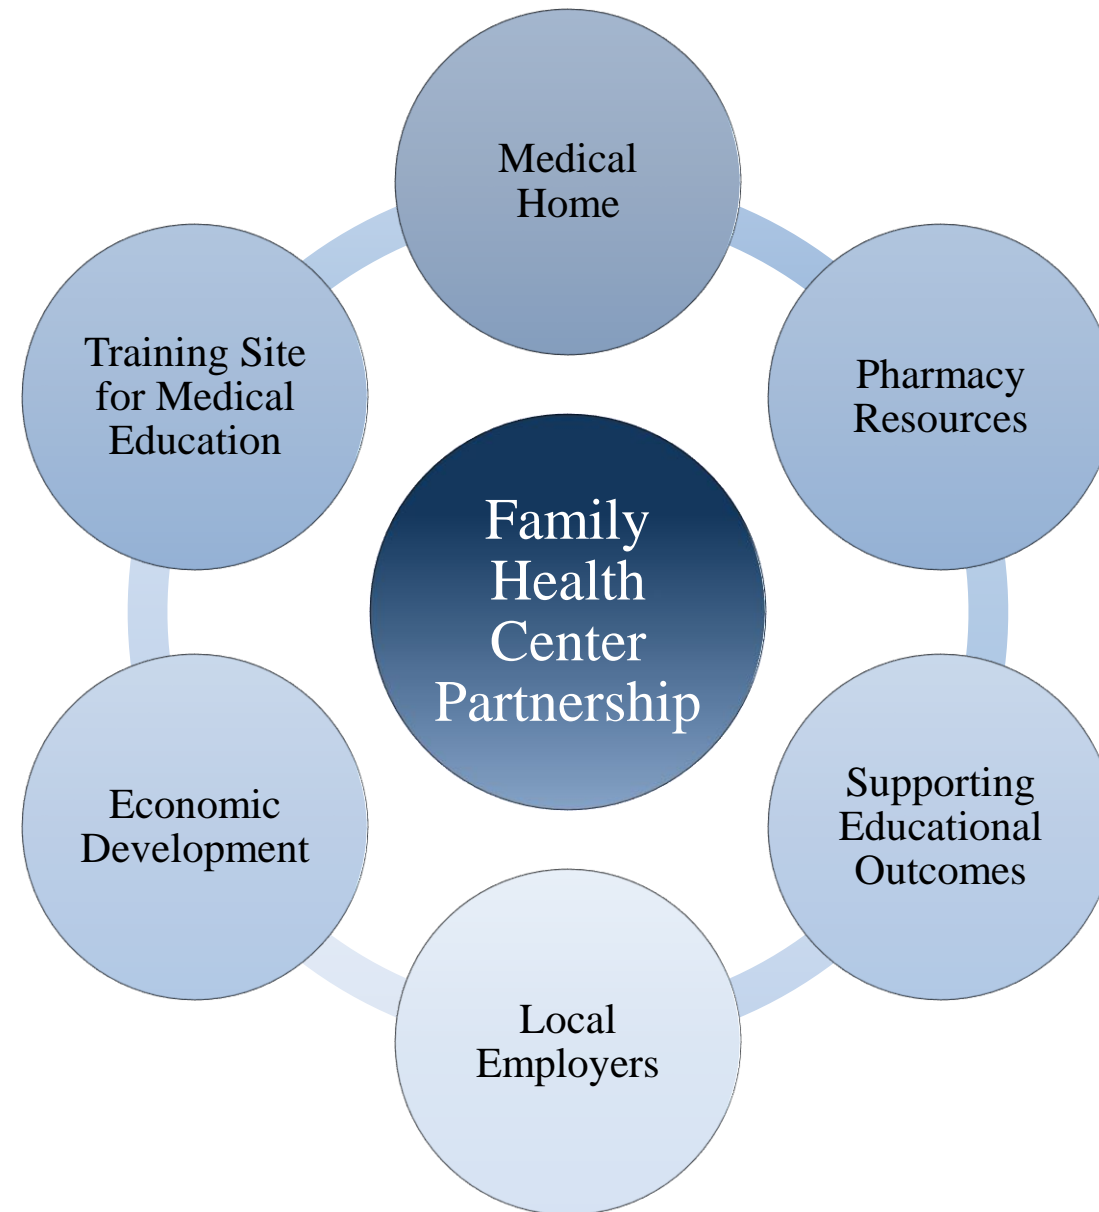 Medical
Home
Pharmacy
Resources
Supporting
Educational
Outcomes
Local
Employers
Economic
Development
Training Site
for Medical
Education
Family
Health
Center
Partnership